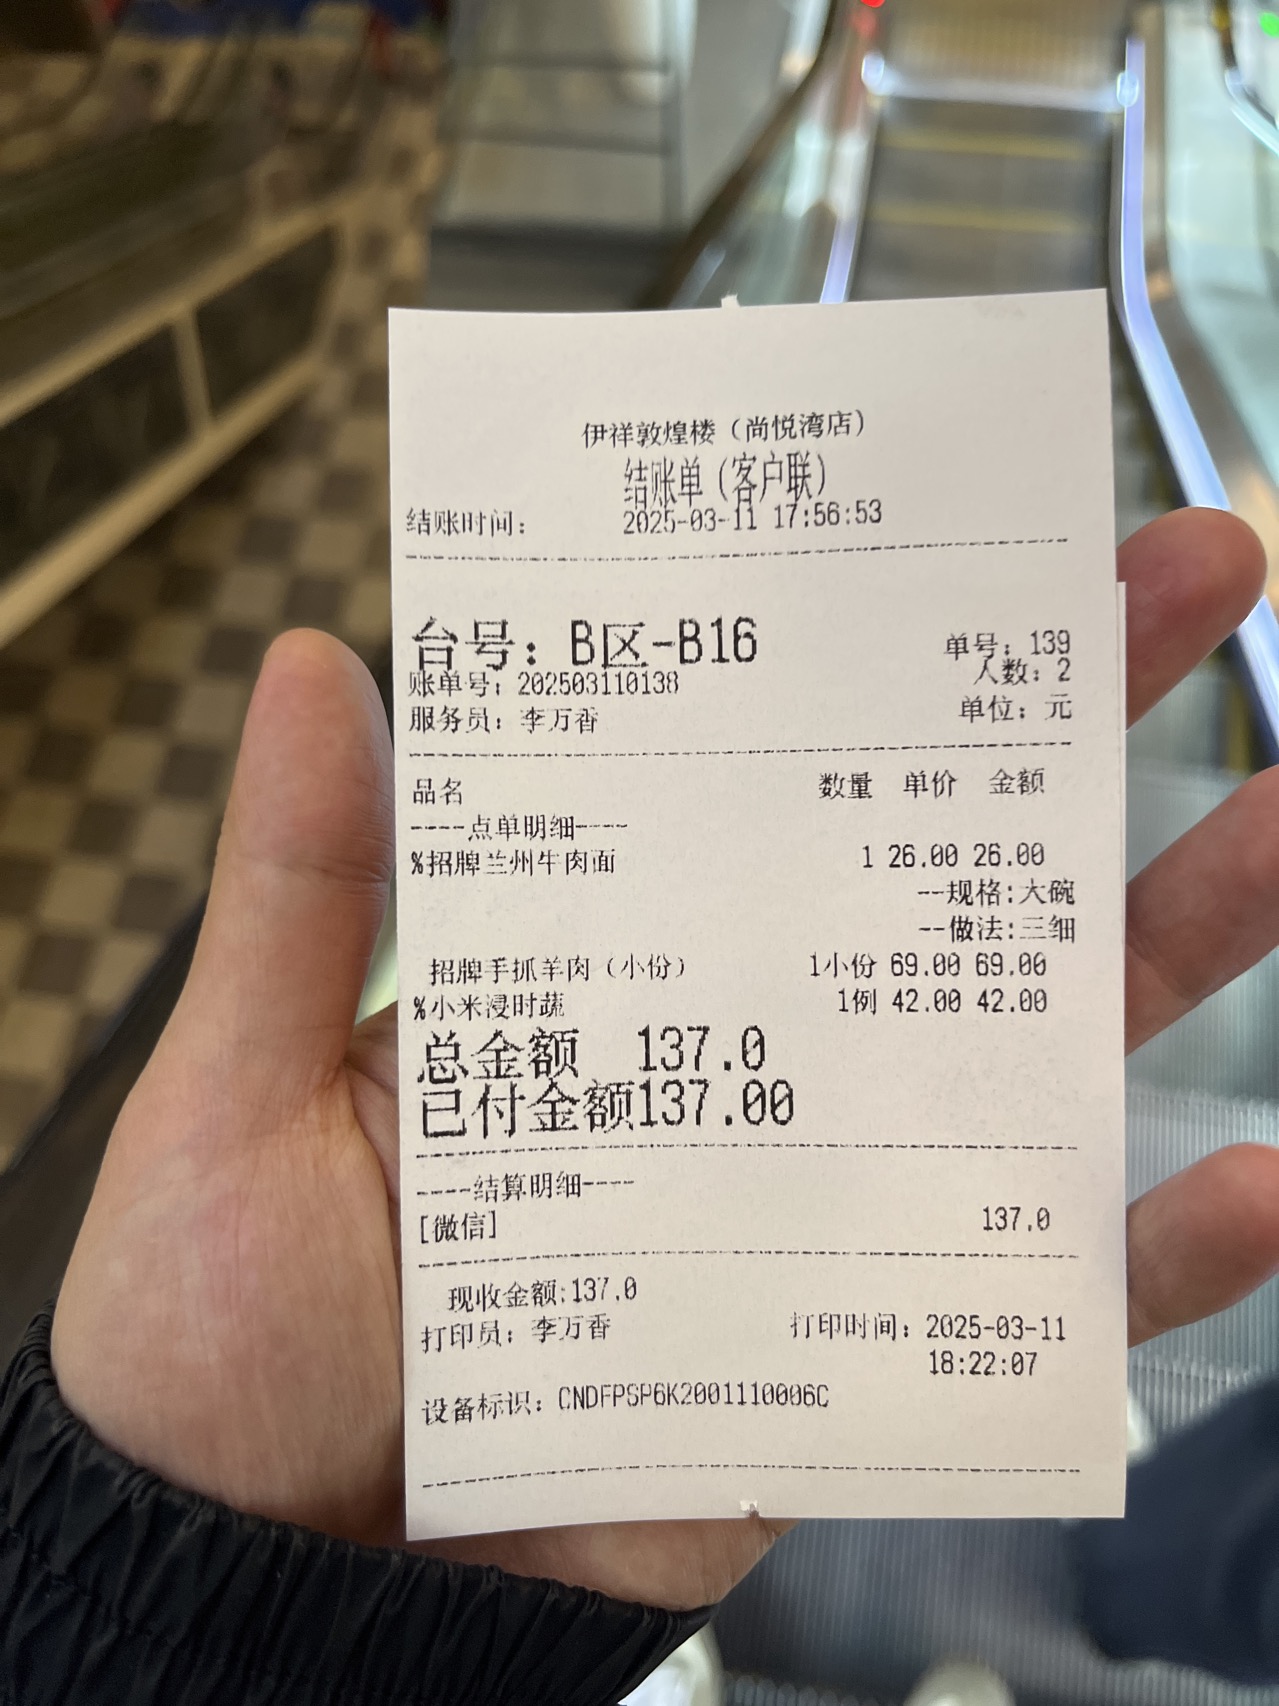 伊祥敦煌楼（尚悦湾店）
结账单（客户联）
结账时间： 2025-03-11 17:56:53
台号：B区-B16
单号：139
人数：2
账单号：202503110138
服务员：李万香 单位：元
品名 数量 单价 金额
----点单明细----
%招牌兰州牛肉面 1 26.00 26.00
--规格:大碗
--做法:三细
招牌手抓羊肉（小份） 1小份 69.00 69.00
%小米浸时蔬 1例 42.00 42.00
总金额 137.0
已付金额137.00
----结算明细----
[微信] 137.0
现收金额:137.0
打印员：李万香 打印时间：2025-03-11
18:22:07
设备标识：CNDFPSP6K2001110006C